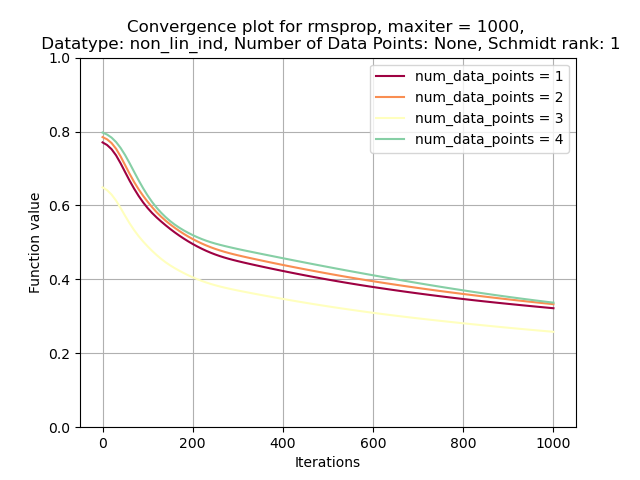 Convergence plot for rmsprop, maxiter = 1000,
Datatype: non_lin_ind, Number of Data Points: None, Schmidt rank: 1
1.0
0.8
0.6
0.4
0.2
0.0
Function value
num_data_points = 1
num_data_points = 2
num_data_points = 3
num_data_points = 4
0 200 400 600 800 1000
Iterations